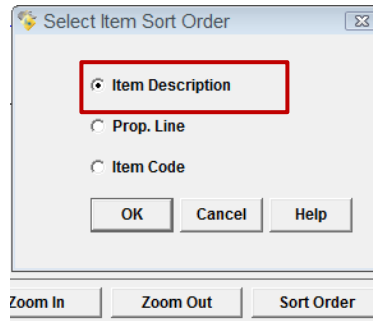 Select Item Sort Order
Item Description
Prop. Line
Item Code
OK Cancel Help
Zoom In Zoom Out Sort Order